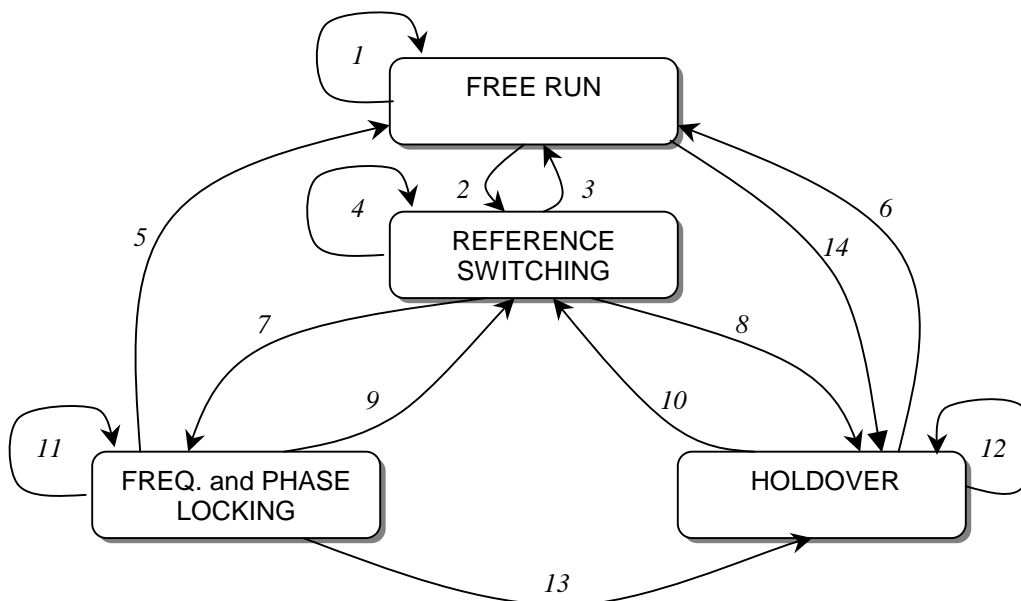 1
FREE RUN
2
3
4
5
6
REFERENCE
SWITCHING
14
7
8
9
10
11
FREQ. and PHASE
LOCKING
HOLDOVER
12
13